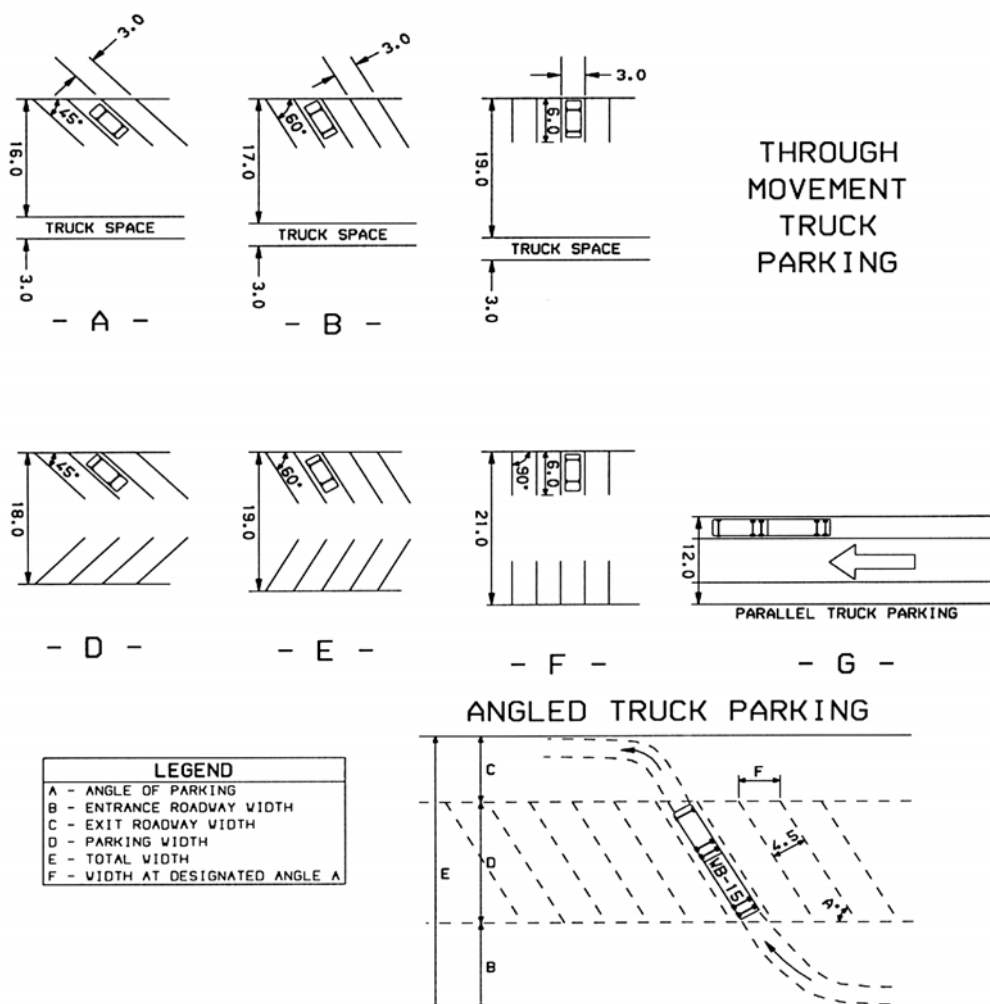 3.0
45°
16.0
TRUCK SPACE
3.0
- A -
3.0
60°
17.0
TRUCK SPACE
3.0
- B -
3.0
6.0
19.0
TRUCK SPACE
3.0
THROUGH
MOVEMENT
TRUCK
PARKING
45°
18.0
- D -
60°
19.0
- E -
90°
6.0
21.0
- F -
12.0
PARALLEL TRUCK PARKING
- G -
ANGLED TRUCK PARKING
LEGEND
A - ANGLE OF PARKING
B - ENTRANCE ROADWAY WIDTH
C - EXIT ROADWAY WIDTH
D - PARKING WIDTH
E - TOTAL WIDTH
F - WIDTH AT DESIGNATED ANGLE A
C
F
E
D
4.5
WB-15
A°
B